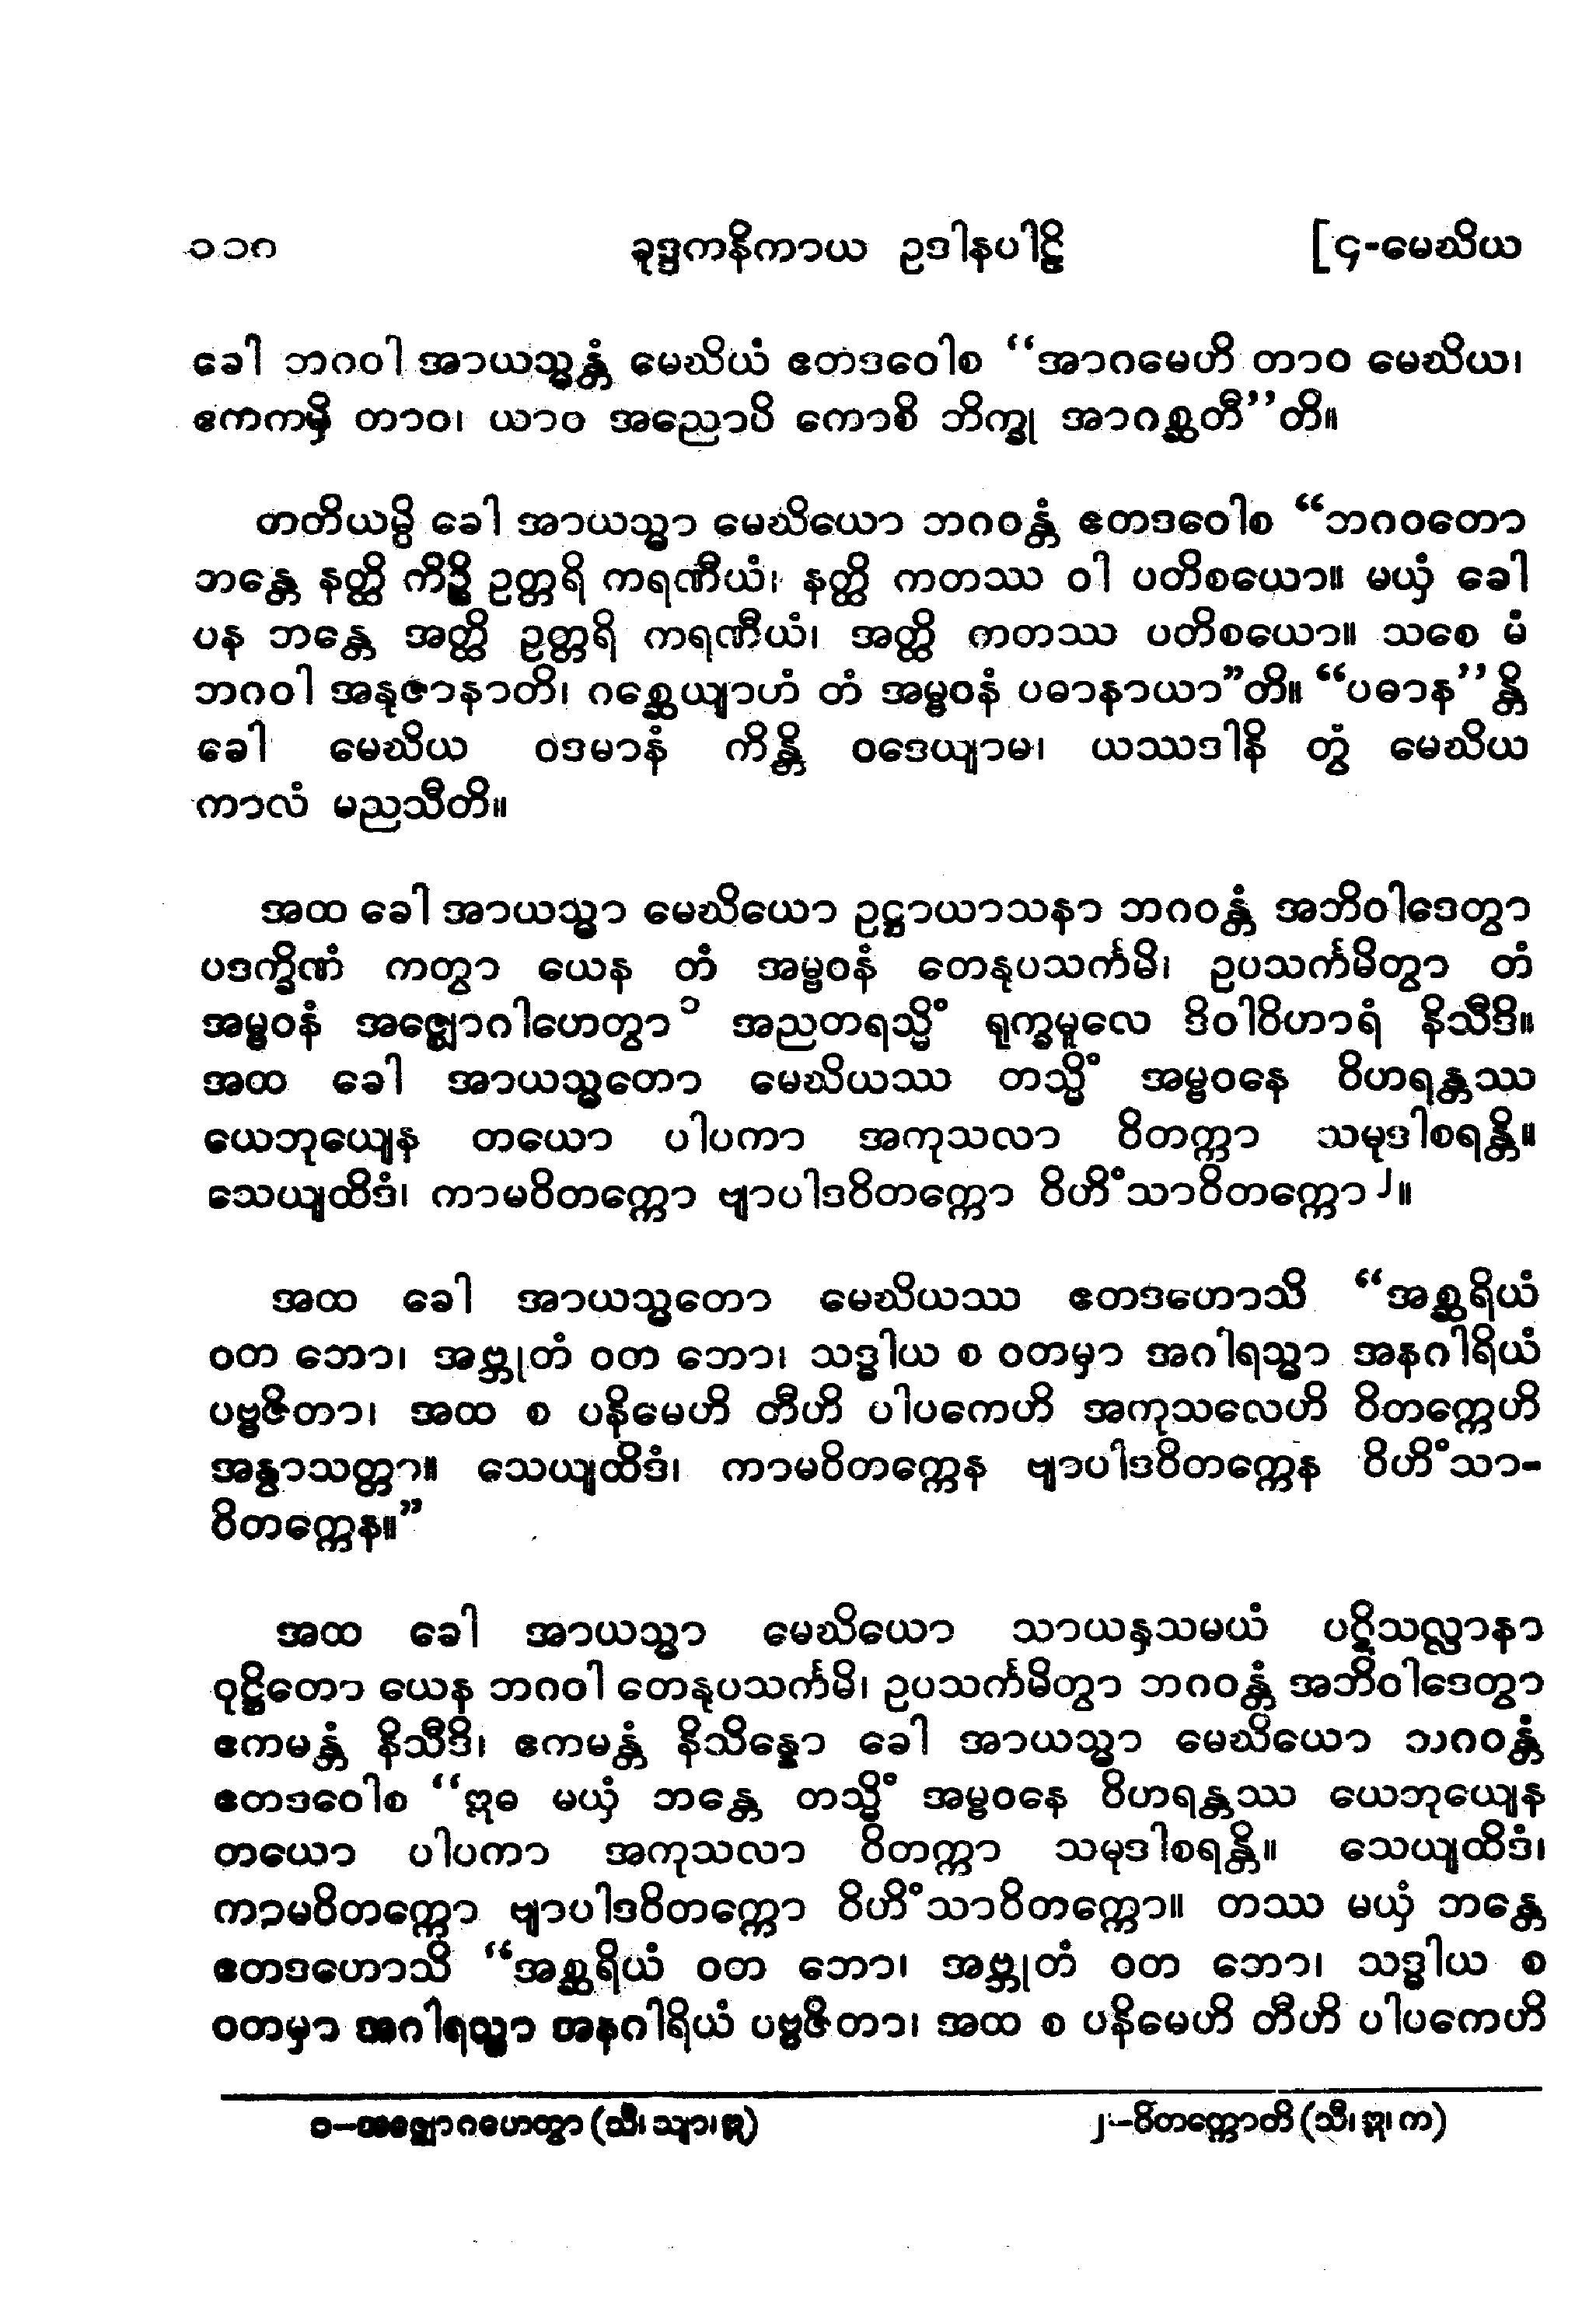 ၁၁၈ ခုဒ္ဒကနိကာယ ဥဒါနပါဠိ [၄-မေဃိယ
ခေါ ဘဂဝါ အာယသ္မန္တံ မေဃိယံ ဧတဒဝေါစ “အာဂမေဟိ တာဝ မေဃိယ၊
ဧကကမှိ တာဝ၊ ယာဝ အညောပိ ကောစိ ဘိက္ခု အာဂစ္ဆတီ”တိ။
တတိယမ္ပိ ခေါ အာယသ္မာ မေဃိယော ဘဂဝန္တံ ဧတဒဝေါစ “ဘဂဝတော
ဘန္တေ နတ္ထိ ကိဉ္စိ ဥတ္တရိ ကရဏီယံ၊ နတ္ထိ ကတဿ ဝါ ပတိစယော။ မယှံ ခေါ
ပန ဘန္တေ အတ္ထိ ဥတ္တရိ ကရဏီယံ၊ အတ္ထိ ကတဿ ပတိစယော။ သစေ မံ
ဘဂဝါ အနုဇာနာတိ၊ ဂစ္ဆေယျာဟံ တံ အမ္ဗဝနံ ပဓာနာယာ”တိ။ “ပဓာန”န္တိ
ခေါ မေဃိယ ဝဒမာနံ ကိန္တိ ဝဒေယျာမ၊ ယဿဒါနိ တွံ မေဃိယ
ကာလံ မညသီတိ။
အထ ခေါ အာယသ္မာ မေဃိယော ဥဋ္ဌာယာသနာ ဘဂဝန္တံ အဘိဝါဒေတွာ
ပဒက္ခိဏံ ကတွာ ယေန တံ အမ္ဗဝနံ တေနုပသင်္ကမိ၊ ဥပသင်္ကမိတွာ တံ
အမ္ဗဝနံ အဇ္ဈောဂါဟေတွာ ၁ အညတရသ္မိံ ရုက္ခမူလေ ဒိဝါဝိဟာရံ နိသီဒိ။
အထ ခေါ အာယသ္မတော မေဃိယဿ တသ္မိံ အမ္ဗဝနေ ဝိဟရန္တဿ
ယေဘုယျေန တယော ပါပကာ အကုသလာ ဝိတက္ကာ သမုဒါစရန္တိ။
သေယျထိဒံ၊ ကာမဝိတက္ကော ဗျာပါဒဝိတက္ကော ဝိဟိံသာဝိတက္ကော ၂။
အထ ခေါ အာယသ္မတော မေဃိယဿ ဧတဒဟောသိ “အစ္ဆရိယံ
ဝတ ဘော၊ အဗ္ဘုတံ ဝတ ဘော၊ သဒ္ဓါယ စ ဝတမှာ အဂါရသ္မာ အနဂါရိယံ
ပဗ္ဗဇိတာ၊ အထ စ ပနိမေဟိ တီဟိ ပါပကေဟိ အကုသလေဟိ ဝိတက္ကေဟိ
အန္വာသတ္တာ။ သေယျထိဒံ၊ ကာမဝိတက္ကေန ဗျာပါဒဝိတက္ကေန ဝိဟိံသာ-
ဝိတက္ကေန။”
အထ ခေါ အာယသ္မာ မေဃိယော သာယနှသမယံ ပဋိသလ္လာနာ
ဝုဋ္ဌိတော ယေန ဘဂဝါ တေနုပသင်္ကမိ၊ ဥပသင်္ကမိတွာ ဘဂဝန္တံ အဘိဝါဒေတွာ
ဧကမန္တံ နိသီဒိ၊ ဧကမန္တံ နိသိန္နော ခေါ အာယသ္မာ မေဃိယော ဘဂဝန္တံ
ဧတဒဝေါစ “ဣဓ မယှံ ဘန္တေ တသ္မိံ အမ္ဗဝနေ ဝိဟရန္တဿ ယေဘုယျေန
တယော ပါပကာ အကုသလာ ဝိတက္ကာ သမုဒါစရန္တိ။ သေယျထိဒံ၊
ကာမဝိတက္ကော ဗျာပါဒဝိတက္ကော ဝိဟိံသာဝိတက္ကော။ တဿ မယှံ ဘန္တေ
ဧတဒဟောသိ “အစ္ဆရိယံ ဝတ ဘော၊ အဗ္ဘုတံ ဝတ ဘော၊ သဒ္ဓါယ စ
ဝတမှာ အဂါရသ္မာ အနဂါရိယံ ပဗ္ဗဇိတာ၊ အထ စ ပနိမေဟိ တီဟိ ပါပကေဟိ
၁-အဇ္ဈောဂဟေတွာ (သီ၊ သျာ၊ ဣ) ၂-ဝိတက္ကောတိ (သီ၊ ဣ၊ က)